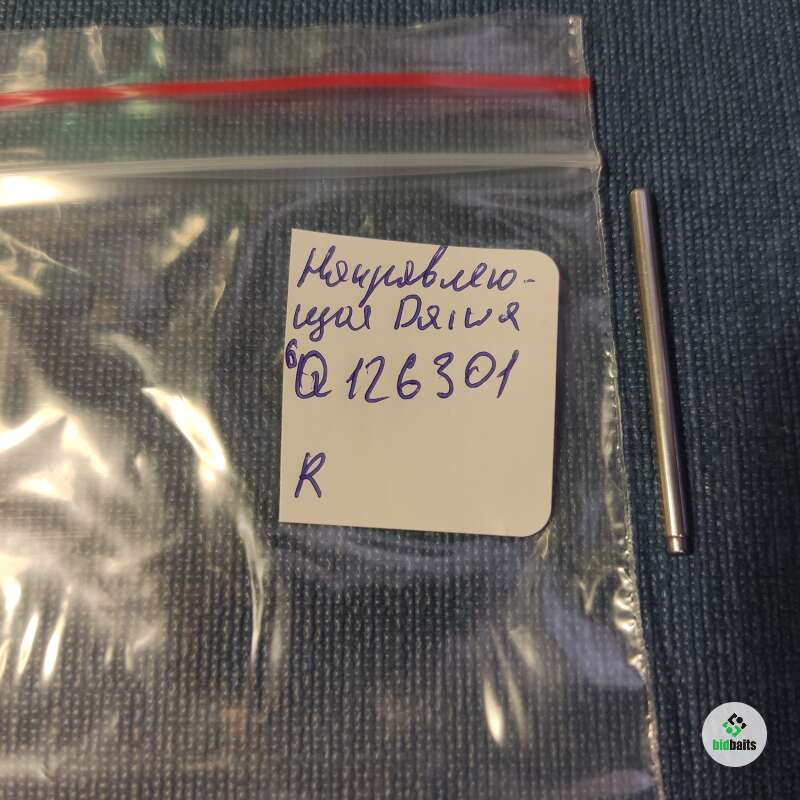 Направляю-
щая Daiwa
6Q126301
R
bidbaits